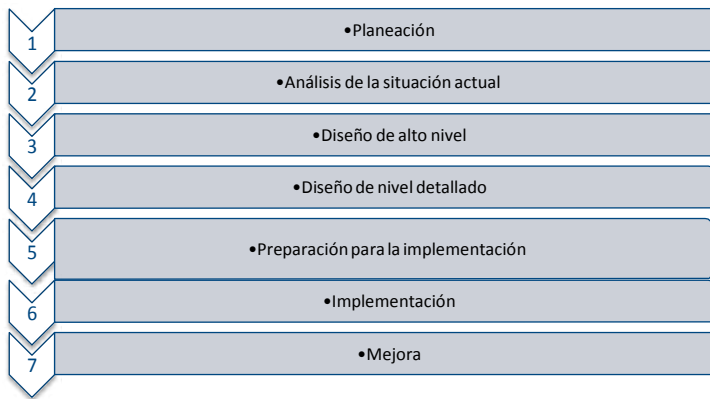 1
•Planeación
2
•Análisis de la situación actual
3
•Diseño de alto nivel
4
•Diseño de nivel detallado
5
•Preparación para la implementación
6
•Implementación
7
•Mejora